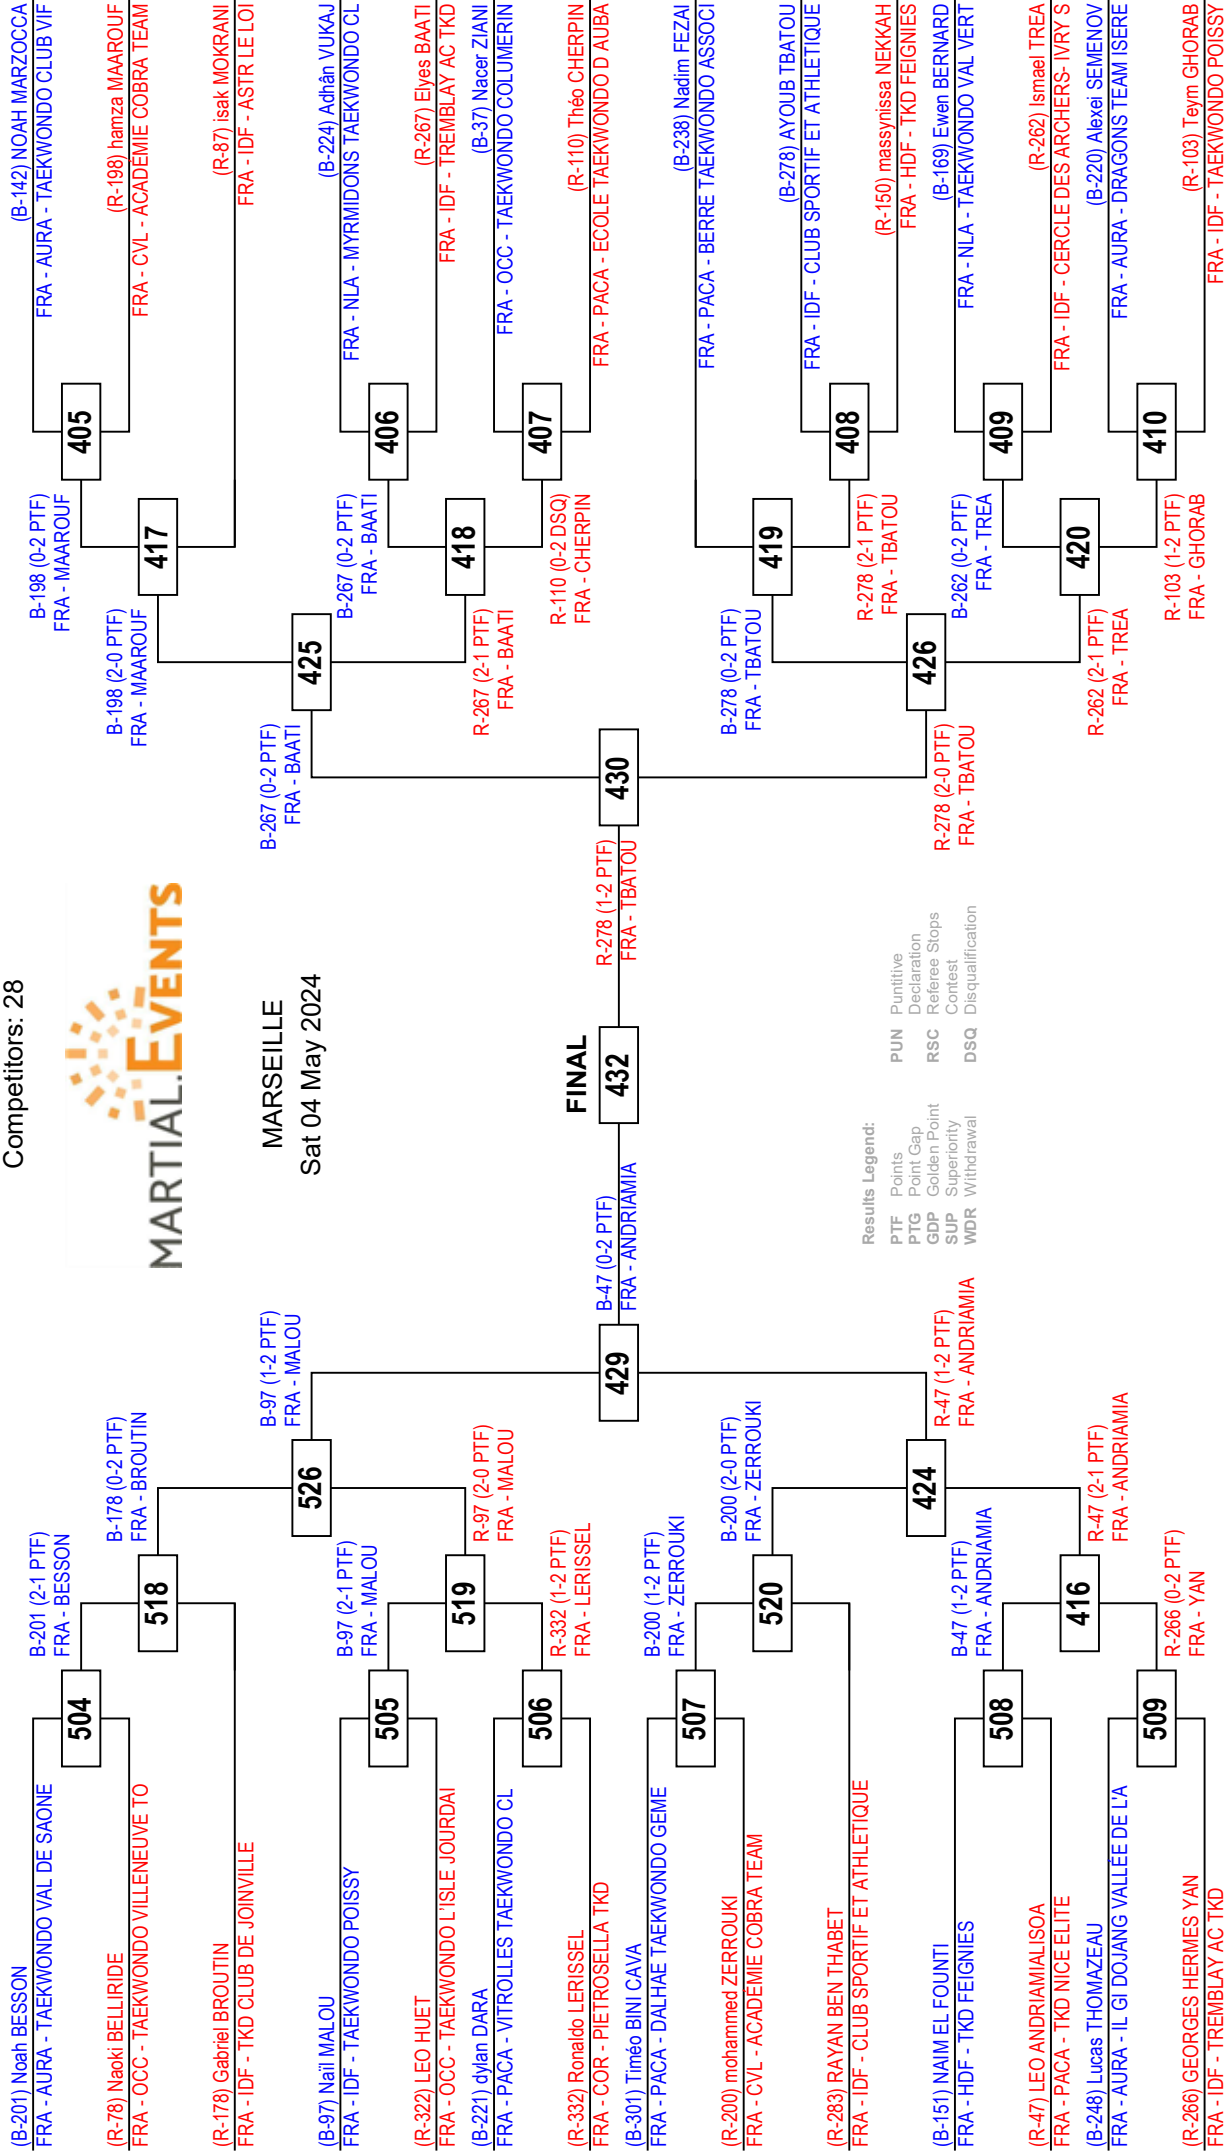 Competitors: 28
MARTIAL.EVENTS
MARSEILLE
Sat 04 May 2024
(B-201) Noah BESSON
FRA - AURA - TAEKWONDO VAL DE SAONE
(R-78) Naoki BELLIRIDE
FRA - OCC - TAEKWONDO VILLENEUVE TO
(R-178) Gabriel BROUTIN
FRA - IDF - TKD CLUB DE JOINVILLE
(B-97) Naïl MALOU
FRA - IDF - TAEKWONDO POISSY
(R-322) LEO HUET
FRA - OCC - TAEKWONDO L'ISLE JOURDAI
(B-221) dylan DARA
FRA - PACA - VITROLLES TAEKWONDO CL
(R-332) Ronaldo LERISSEL
FRA - COR - PIETROSELLA TKD
(B-301) Timéo BINI CAVA
FRA - PACA - DALHAE TAEKWONDO GEME
(R-200) mohammed ZERROUKI
FRA - CVL - ACADÉMIE COBRA TEAM
(R-283) RAYAN BEN THABET
FRA - IDF - CLUB SPORTIF ET ATHLETIQUE
(B-151) NAIM EL FOUNTI
FRA - HDF - TKD FEIGNIES
(R-47) LEO ANDRIAMIALISOA
FRA - PACA - TKD NICE ELITE
(B-248) Lucas THOMAZEAU
FRA - AURA - IL GI DOJANG VALLÉE DE L'A
(R-266) GEORGES HERMES YAN
FRA - IDF - TREMBLAY AC TKD
504
505
506
507
508
509
B-201 (2-1 PTF)
FRA - BESSON
B-97 (2-1 PTF)
FRA - MALOU
R-332 (1-2 PTF)
FRA - LERISSEL
B-200 (1-2 PTF)
FRA - ZERROUKI
B-47 (1-2 PTF)
FRA - ANDRIAMIA
R-266 (0-2 PTF)
FRA - YAN
518
519
520
416
B-178 (0-2 PTF)
FRA - BROUTIN
R-97 (2-0 PTF)
FRA - MALOU
B-200 (2-0 PTF)
FRA - ZERROUKI
R-47 (2-1 PTF)
FRA - ANDRIAMIA
526
424
B-97 (1-2 PTF)
FRA - MALOU
R-47 (1-2 PTF)
FRA - ANDRIAMIA
429
B-47 (0-2 PTF)
FRA - ANDRIAMIA
FINAL
432
R-278 (1-2 PTF)
FRA - TBATOU
430
B-267 (0-2 PTF)
FRA - BAATI
R-278 (2-0 PTF)
FRA - TBATOU
425
426
B-198 (2-0 PTF)
FRA - MAAROUF
R-267 (2-1 PTF)
FRA - BAATI
B-278 (0-2 PTF)
FRA - TBATOU
R-262 (2-1 PTF)
FRA - TREA
417
418
419
420
B-198 (0-2 PTF)
FRA - MAAROUF
B-267 (0-2 PTF)
FRA - BAATI
R-110 (0-2 DSQ)
FRA - CHERPIN
R-278 (2-1 PTF)
FRA - TBATOU
B-262 (0-2 PTF)
FRA - TREA
R-103 (1-2 PTF)
FRA - GHORAB
405
406
407
408
409
410
(B-142) NOAH MARZOCCA
FRA - AURA - TAEKWONDO CLUB VIF
(R-198) hamza MAAROUF
FRA - CVL - ACADÉMIE COBRA TEAM
(R-87) isak MOKRANI
FRA - IDF - ASTR LE LOI
(B-224) Adhân VUKAJ
FRA - NLA - MYRMIDONS TAEKWONDO CL
(R-267) Elyes BAATI
FRA - IDF - TREMBLAY AC TKD
(B-37) Nacer ZIANI
FRA - OCC - TAEKWONDO COLUMERIN
(R-110) Théo CHERPIN
FRA - PACA - ECOLE TAEKWONDO D AUBA
(B-238) Nadim FEZAI
FRA - PACA - BERRE TAEKWONDO ASSOCI
(B-278) AYOUB TBATOU
FRA - IDF - CLUB SPORTIF ET ATHLETIQUE
(R-150) massynissa NEKKAH
FRA - HDF - TKD FEIGNIES
(B-169) Ewen BERNARD
FRA - NLA - TAEKWONDO VAL VERT
(R-262) Ismael TREA
FRA - IDF - CERCLE DES ARCHERS- IVRY S
(B-220) Alexei SEMENOV
FRA - AURA - DRAGONS TEAM ISERE
(R-103) Teym GHORAB
FRA - IDF - TAEKWONDO POISSY
Results Legend:
PTF Points
PTG Point Gap
GDP Golden Point
SUP Superiority
WDR Withdrawal
PUN Puntitive
Declaration
RSC Referee Stops
Contest
DSQ Disqualification